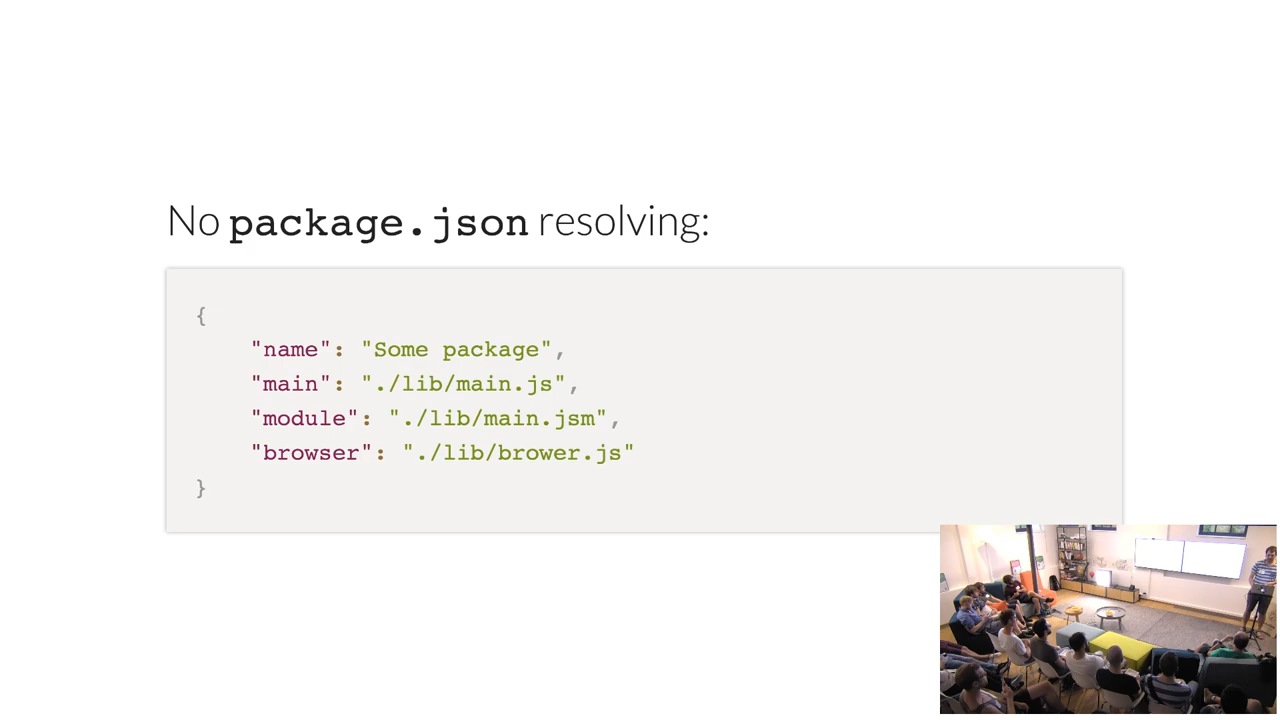 No package.json resolving:
{
"name": "Some package",
"main": "./lib/main.js",
"module": "./lib/main.jsm",
"browser": "./lib/brower.js"
}